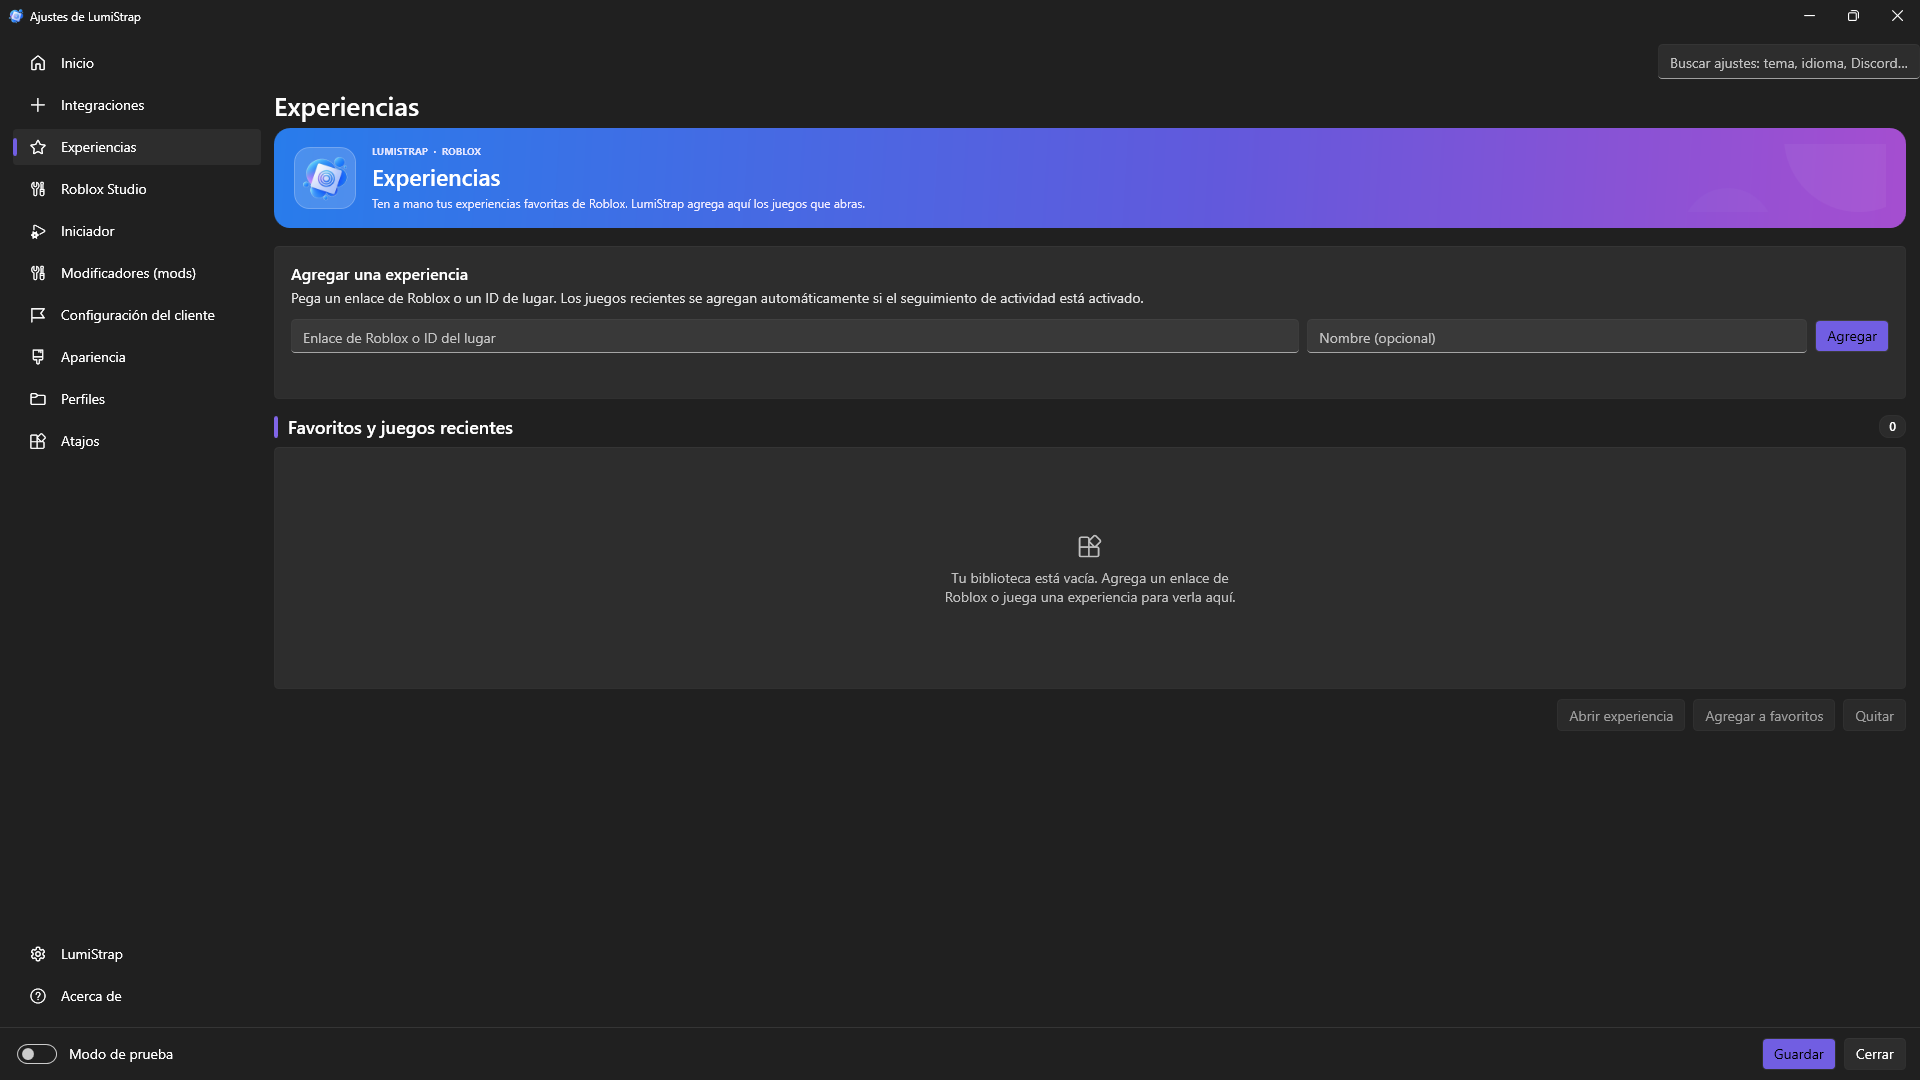 Ajustes de LumiStrap
Inicio
Buscar ajustes: tema, idioma, Discord...
Integraciones
Experiencias
Roblox Studio
Iniciador
Modificadores (mods)
Configuración del cliente
Apariencia
Perfiles
Atajos
Experiencias
LUMISTRAP · ROBLOX
Experiencias
Ten a mano tus experiencias favoritas de Roblox. LumiStrap agrega aquí los juegos que abras.
Agregar una experiencia
Pega un enlace de Roblox o un ID de lugar. Los juegos recientes se agregan automáticamente si el seguimiento de actividad está activado.
Enlace de Roblox o ID del lugar
Nombre (opcional)
Agregar
Favoritos y juegos recientes
0
Tu biblioteca está vacía. Agrega un enlace de
Roblox o juega una experiencia para verla aquí.
Abrir experiencia
Agregar a favoritos
Quitar
LumiStrap
Acerca de
Modo de prueba
Guardar
Cerrar